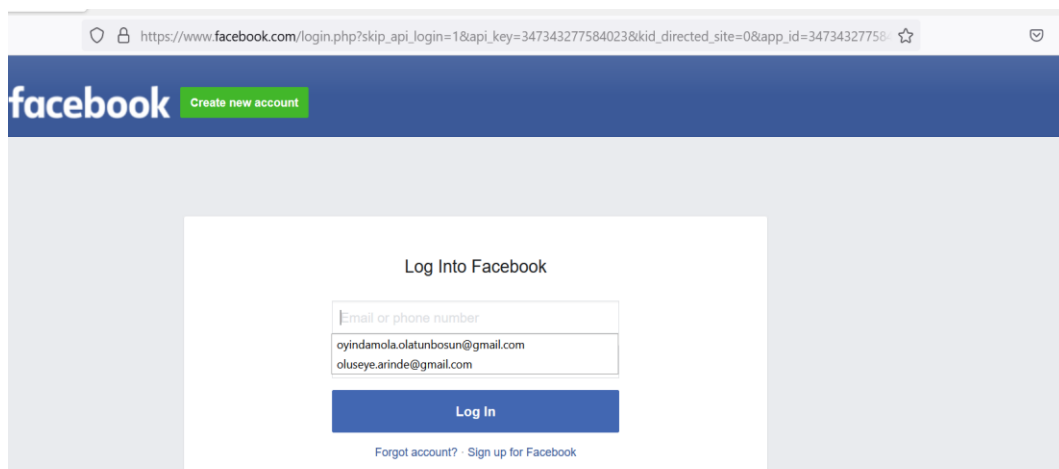 https://www.facebook.com/login.php?skip_api_login=1&api_key=347343277584023&kid_directed_site=0&app_id=34734327758
facebook Create new account
Log Into Facebook
Email or phone number
oyindamola.olatunbosun@gmail.com
oluseye.arinde@gmail.com
Log In
Forgot account? · Sign up for Facebook